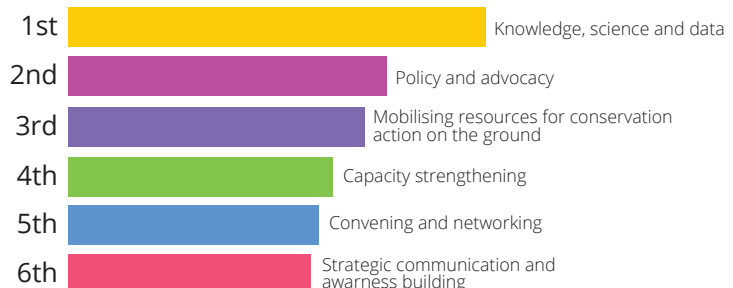 1st
Knowledge, science and data
2nd
Policy and advocacy
3rd
Mobilising resources for conservation
action on the ground
4th
Capacity strengthening
5th
Convening and networking
6th
Strategic communication and
awarness building